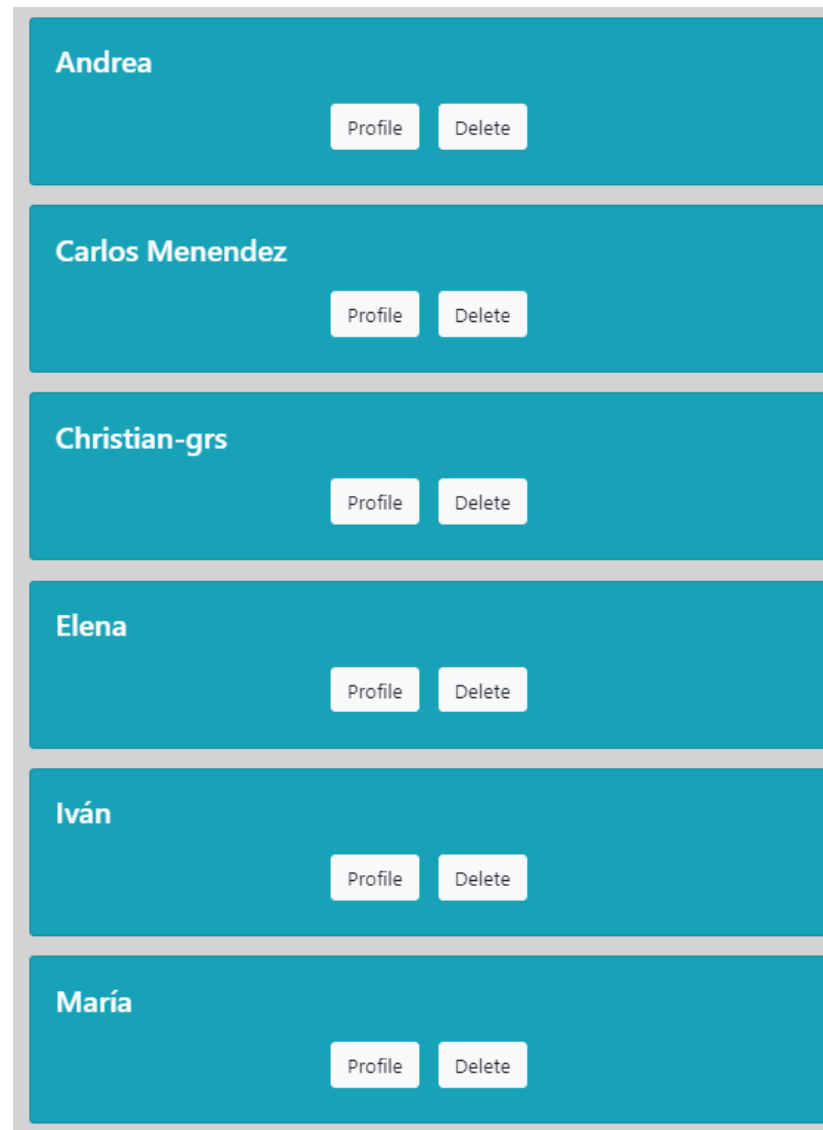 Andrea
Profile Delete
Carlos Menendez
Profile Delete
Christian-grs
Profile Delete
Elena
Profile Delete
Iván
Profile Delete
María
Profile Delete